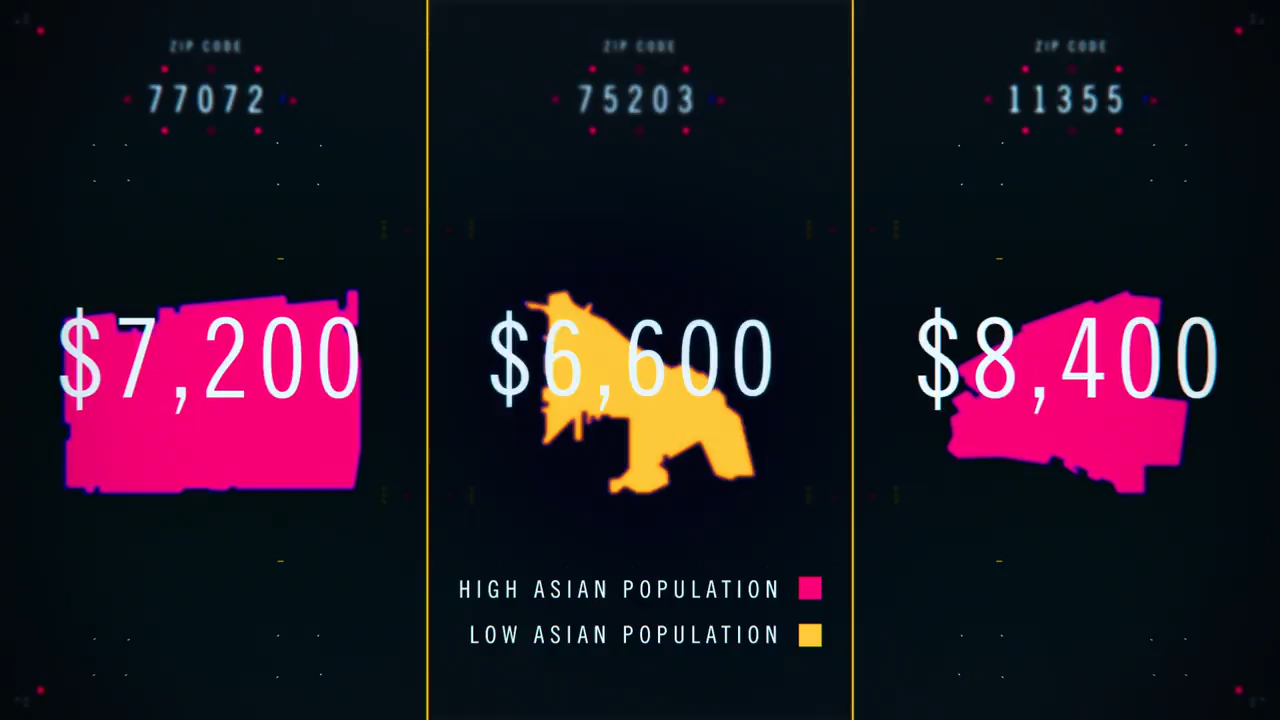 ZIP CODE
77072
$7,200
ZIP CODE
75203
$6,600
HIGH ASIAN POPULATION
LOW ASIAN POPULATION
ZIP CODE
11355
$8,400